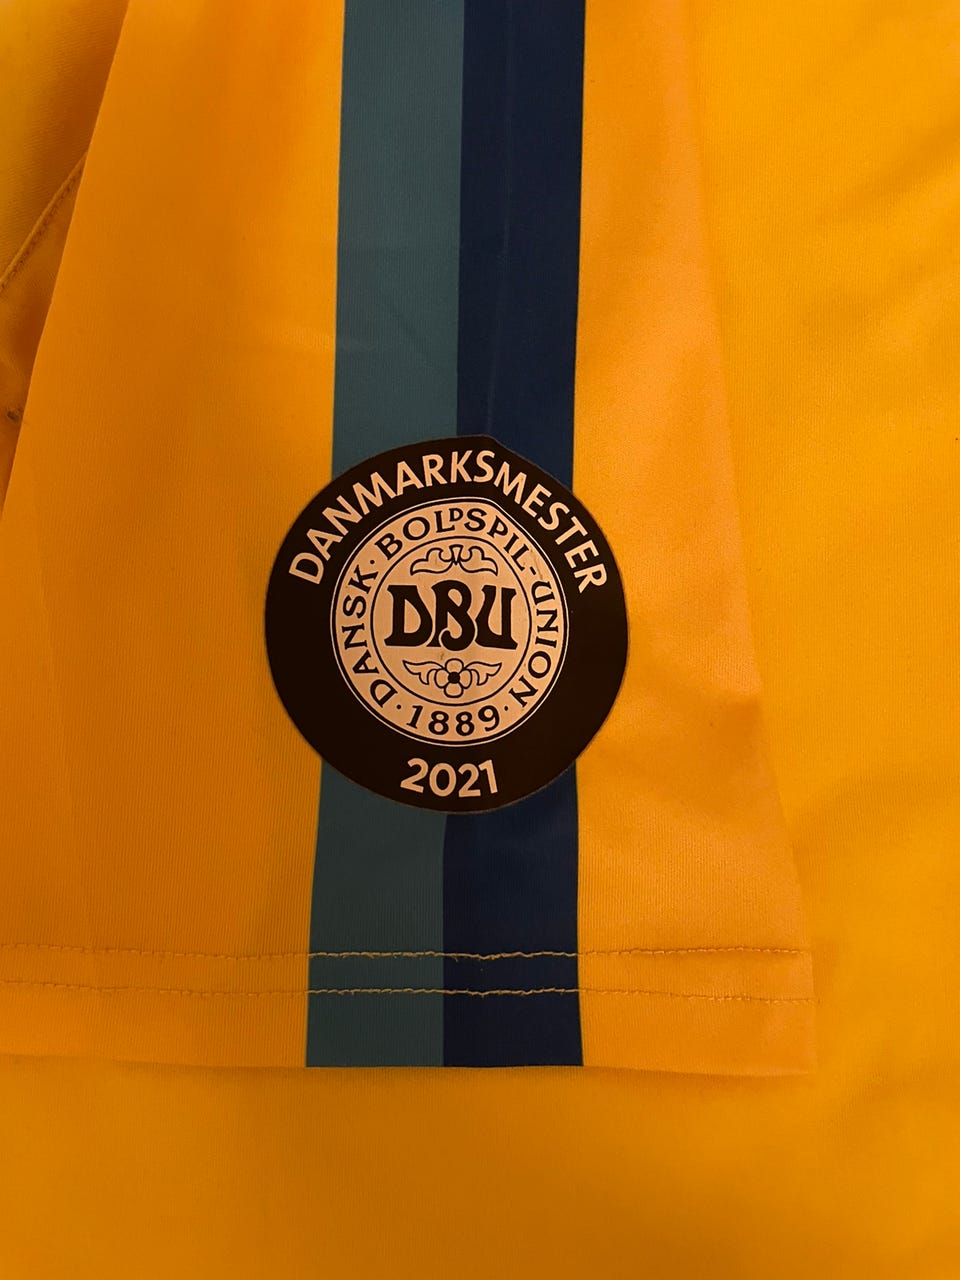 DANMARKSMESTER
DANSK · BOLDSPIL-UNION
DBU
· 1889 ·
2021